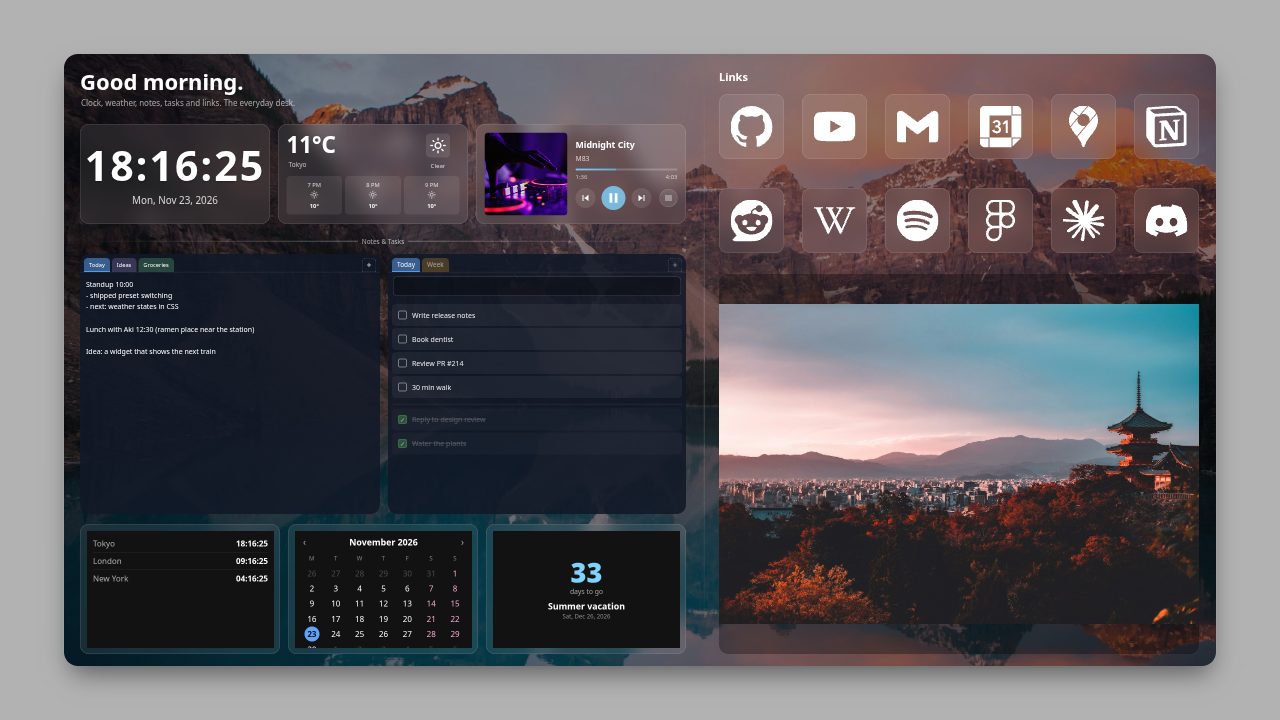 Good morning.
Clock, weather, notes, tasks and links. The everyday desk.
18:16:25
Mon, Nov 23, 2026
11°C
Tokyo
Clear
7 PM
10°
8 PM
10°
9 PM
10°
Midnight City
M83
1:36
4:03
Notes & Tasks
Today Ideas Groceries +
Standup 10:00
- shipped preset switching
- next: weather states in CSS
Lunch with Aki 12:30 (ramen place near the station)
Idea: a widget that shows the next train
Today Week +
Write release notes
Book dentist
Review PR #214
30 min walk
Reply to design review
Water the plants
Tokyo 18:16:25
London 09:16:25
New York 04:16:25
‹ November 2026 ›
M T W T F S S
26 27 28 29 30 31 1
2 3 4 5 6 7 8
9 10 11 12 13 14 15
16 17 18 19 20 21 22
23 24 25 26 27 28 29
33
days to go
Summer vacation
Sat, Dec 26, 2026
Links
31
N
W